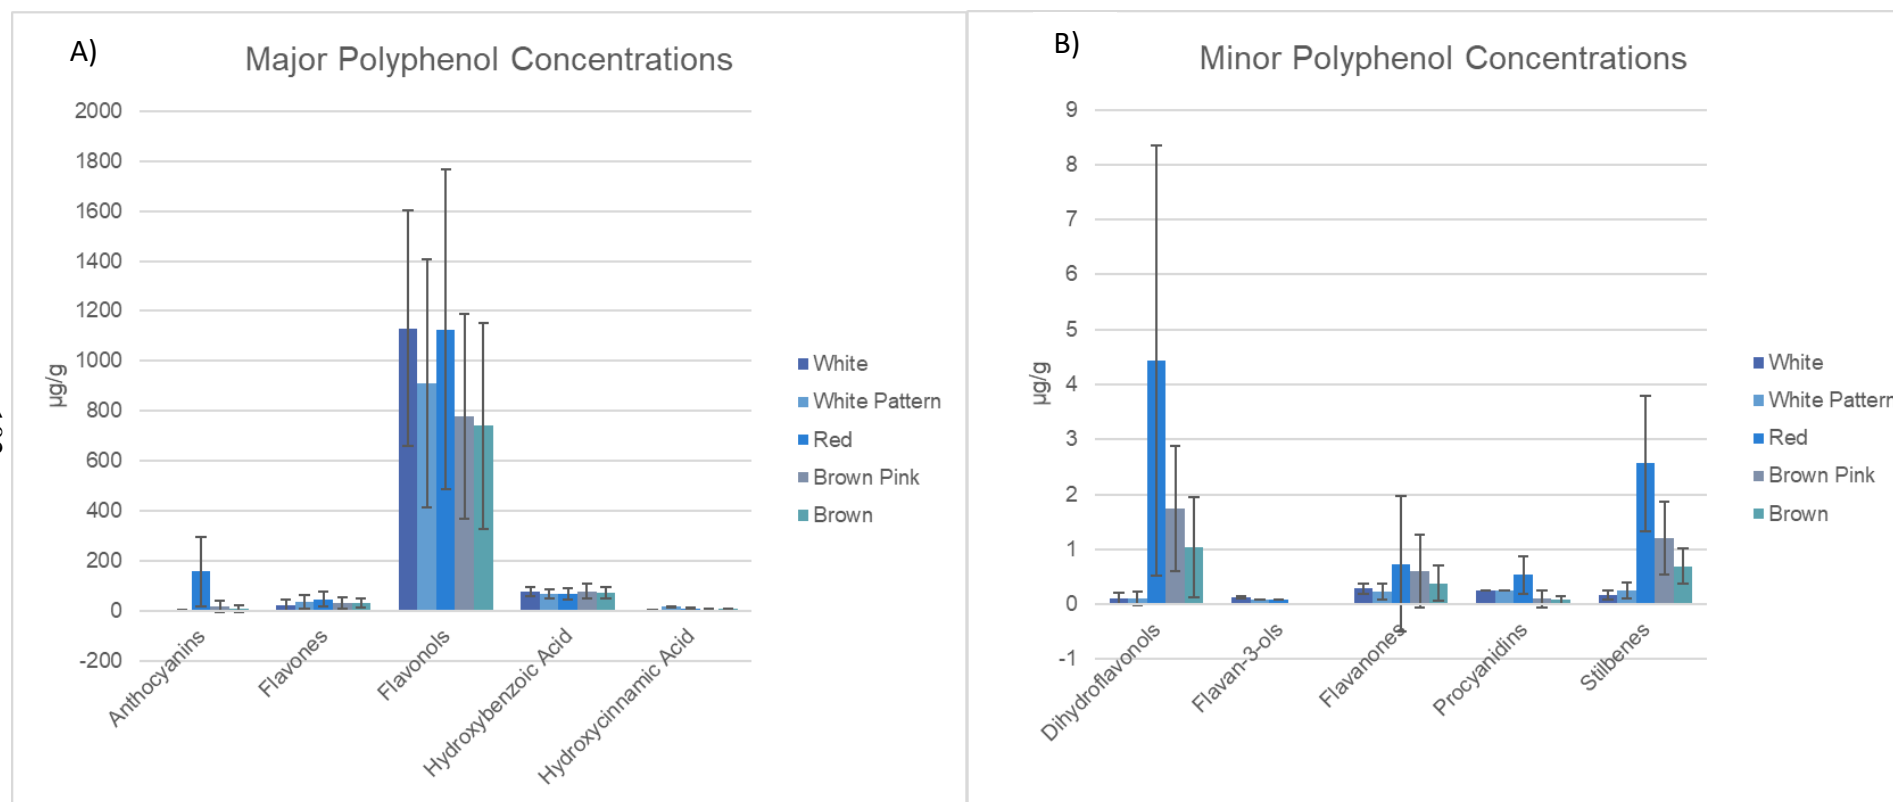 A)
Major Polyphenol Concentrations
2000
1800
1600
1400
1200
1000
800
600
400
200
0
-200
µg/g
Anthocyanins
Flavones
Flavonols
Hydroxybenzoic Acid
Hydroxycinnamic Acid
White
White Pattern
Red
Brown Pink
Brown
B)
Minor Polyphenol Concentrations
9
8
7
6
5
4
3
2
1
0
-1
µg/g
Dihydroflavonols
Flavan-3-ols
Flavanones
Procyanidins
Stilbenes
White
White Pattern
Red
Brown Pink
Brown